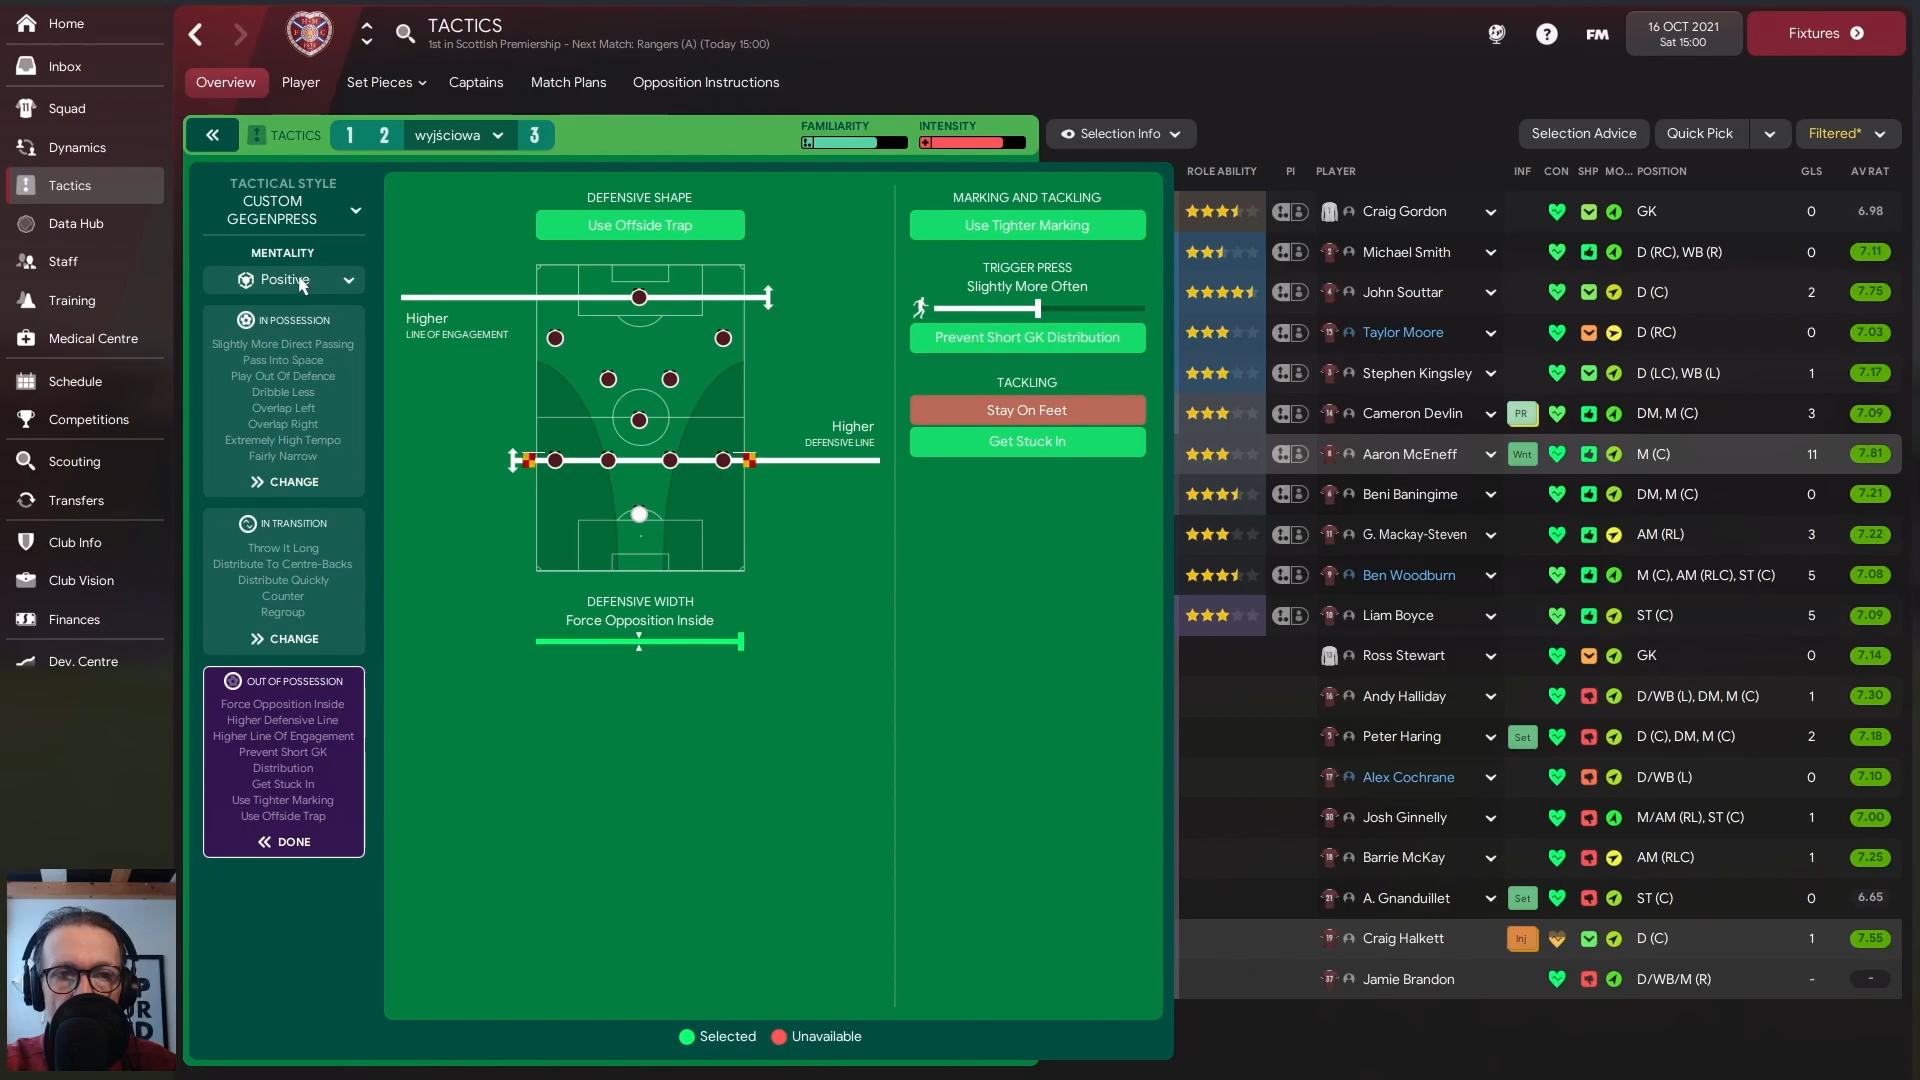 Home
Inbox
Squad
Dynamics
Tactics
Data Hub
Staff
Training
Medical Centre
Schedule
Competitions
Scouting
Transfers
Club Info
Club Vision
Finances
Dev. Centre
TACTICS
1st in Scottish Premiership - Next Match: Rangers (A) (Today 15:00)
FM
16 OCT 2021
Sat 15:00
Fixtures
Overview
Player
Set Pieces
Captains
Match Plans
Opposition Instructions
TACTICS
1
2
wyjściowa
3
FAMILIARITY
INTENSITY
Selection Info
Selection Advice
Quick Pick
Filtered*
TACTICAL STYLE
CUSTOM
GEGENPRESS
MENTALITY
Positive
IN POSSESSION
Slightly More Direct Passing
Pass Into Space
Play Out Of Defence
Dribble Less
Overlap Left
Overlap Right
Extremely High Tempo
Fairly Narrow
CHANGE
IN TRANSITION
Throw It Long
Distribute To Centre-Backs
Distribute Quickly
Counter
Regroup
CHANGE
OUT OF POSSESSION
Force Opposition Inside
Higher Defensive Line
Higher Line Of Engagement
Prevent Short GK
Distribution
Get Stuck In
Use Tighter Marking
Use Offside Trap
DONE
DEFENSIVE SHAPE
Use Offside Trap
Higher
LINE OF ENGAGEMENT
Higher
DEFENSIVE LINE
DEFENSIVE WIDTH
Force Opposition Inside
MARKING AND TACKLING
Use Tighter Marking
TRIGGER PRESS
Slightly More Often
Prevent Short GK Distribution
TACKLING
Stay On Feet
Get Stuck In
Selected
Unavailable
ROLE ABILITY PI PLAYER INF CON SHP MO... POSITION GLS AV RAT
Craig Gordon GK 0 6.98
Michael Smith D (RC), WB (R) 0 7.11
John Souttar D (C) 2 7.75
Taylor Moore D (RC) 0 7.03
Stephen Kingsley D (LC), WB (L) 1 7.17
Cameron Devlin PR DM, M (C) 3 7.09
Aaron McEneff Wnt M (C) 11 7.81
Beni Baningime DM, M (C) 0 7.21
G. Mackay-Steven AM (RL) 3 7.22
Ben Woodburn M (C), AM (RLC), ST (C) 5 7.08
Liam Boyce ST (C) 5 7.09
Ross Stewart GK 0 7.14
Andy Halliday D/WB (L), DM, M (C) 1 7.30
Peter Haring Set D (C), DM, M (C) 2 7.18
Alex Cochrane D/WB (L) 0 7.10
Josh Ginnelly M/AM (RL), ST (C) 1 7.00
Barrie McKay AM (RLC) 1 7.25
A. Gnanduillet Set ST (C) 0 6.65
Craig Halkett Inj D (C) 1 7.55
Jamie Brandon D/WB/M (R) - -